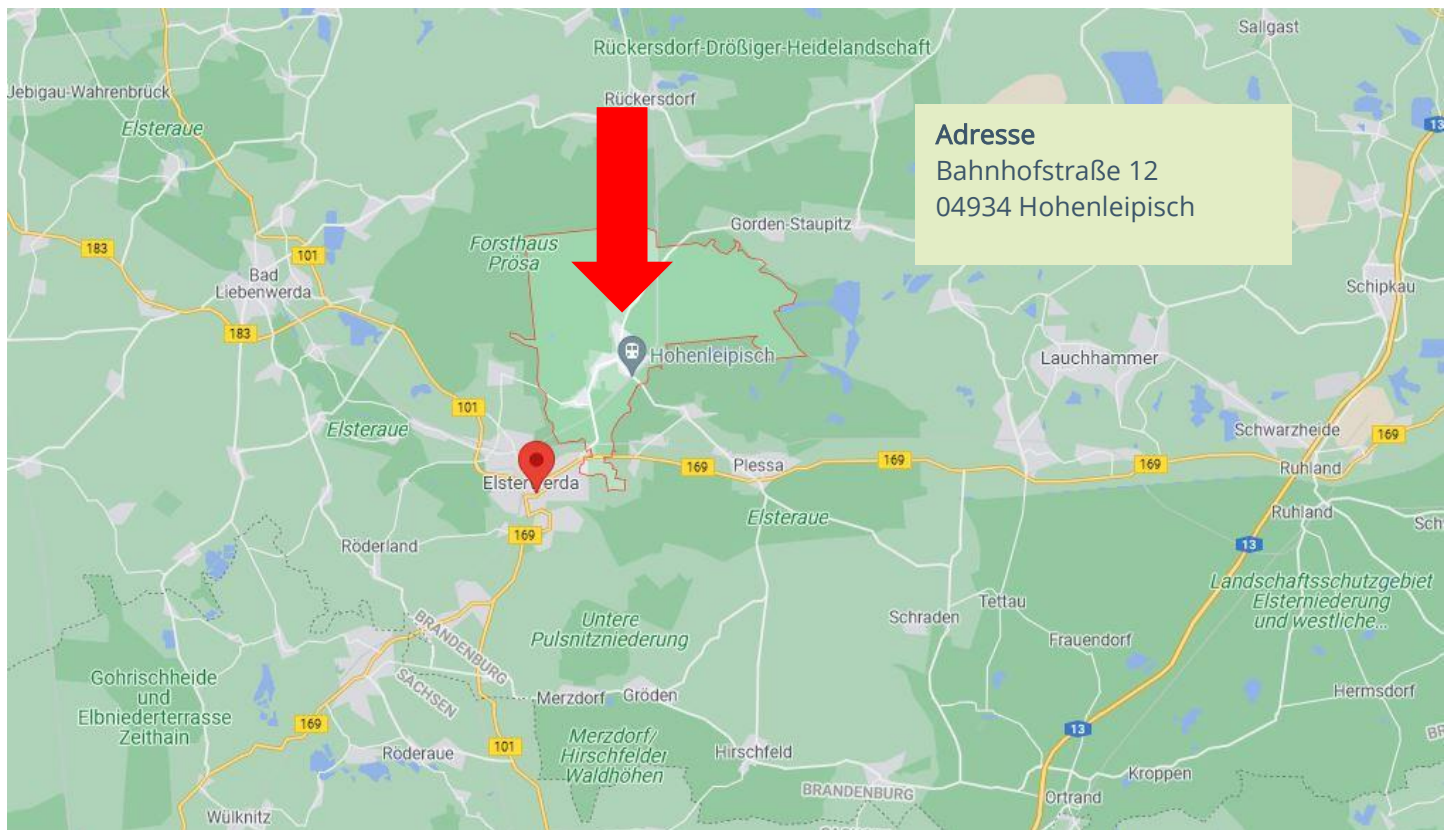 Sallgast
Rückersdorf-Drößiger-Heidelandschaft
Uebigau-Wahrenbrück
Rückersdorf
Elsteraue
13
Adresse
Bahnhofstraße 12
04934 Hohenleipisch
Gorden-Staupitz
Forsthaus
Prösa
183
101
Bad
Liebenwerda
Schipkau
183
Hohenleipisch
Lauchhammer
101
Elsteraue
Schwarzheide
169
169
Plessa
169
169
Ruhland
Elsterwerda
Elsteraue
Ruhland
Sch
169
Röderland
13
Landschaftsschutzgebiet
Elsterniederung
und westliche...
Tettau
Schraden
Untere
Pulsnitzniederung
BRANDENBURG
SACHSEN
Frauendorf
Gohrischheide
und
Elbniederterrasse
Zeithain
Merzdorf
Gröden
Hermsdorf
169
13
BR
Merzdorf/
Hirschfelder
Waldhöhen
101
Röderaue
Hirschfeld
Kroppen
BRANDENBURG
Ortrand
Wülknitz